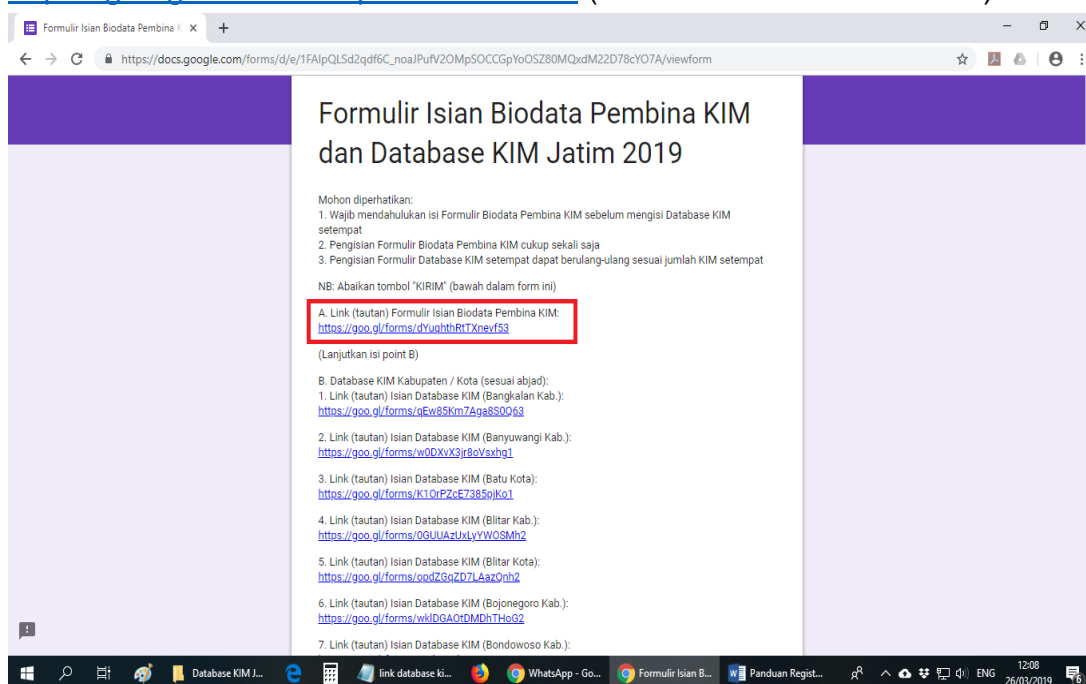 Formulir Isian Biodata Pembina K
https://docs.google.com/forms/d/e/1FAIpQLSd2qdf6C_noaJPufV2OMpSOCCGpYoOSZ80MQxdM22D78cYO7A/viewform
Formulir Isian Biodata Pembina KIM
dan Database KIM Jatim 2019
Mohon diperhatikan:
1. Wajib mendahulukan isi Formulir Biodata Pembina KIM sebelum mengisi Database KIM
setempat
2. Pengisian Formulir Biodata Pembina KIM cukup sekali saja
3. Pengisian Formulir Database KIM setempat dapat berulang-ulang sesuai jumlah KIM setempat
NB: Abaikan tombol "KIRIM" (bawah dalam form ini)
A. Link (tautan) Formulir Isian Biodata Pembina KIM:
https://goo.gl/forms/dYughthRtTXnevf53
(Lanjutkan isi point B)
B. Database KIM Kabupaten / Kota (sesuai abjad):
1. Link (tautan) Isian Database KIM (Bangkalan Kab.):
https://goo.gl/forms/qEw85Km7Aga8S0Q63
2. Link (tautan) Isian Database KIM (Banyuwangi Kab.):
https://goo.gl/forms/w0DXvX3jr8oVsxhg1
3. Link (tautan) Isian Database KIM (Batu Kota):
https://goo.gl/forms/K1OrPZcE7385pjKo1
4. Link (tautan) Isian Database KIM (Blitar Kab.):
https://goo.gl/forms/0GUUAzUxLyYWOSMh2
5. Link (tautan) Isian Database KIM (Blitar Kota):
https://goo.gl/forms/opdZGqZD7LAazQnh2
6. Link (tautan) Isian Database KIM (Bojonegoro Kab.):
https://goo.gl/forms/wklDGAOtDMDhTHoG2
7. Link (tautan) Isian Database KIM (Bondowoso Kab.):
Database KIM J... link database ki... WhatsApp - Go... Formulir Isian B... Panduan Regist... ENG 12:08
26/03/2019